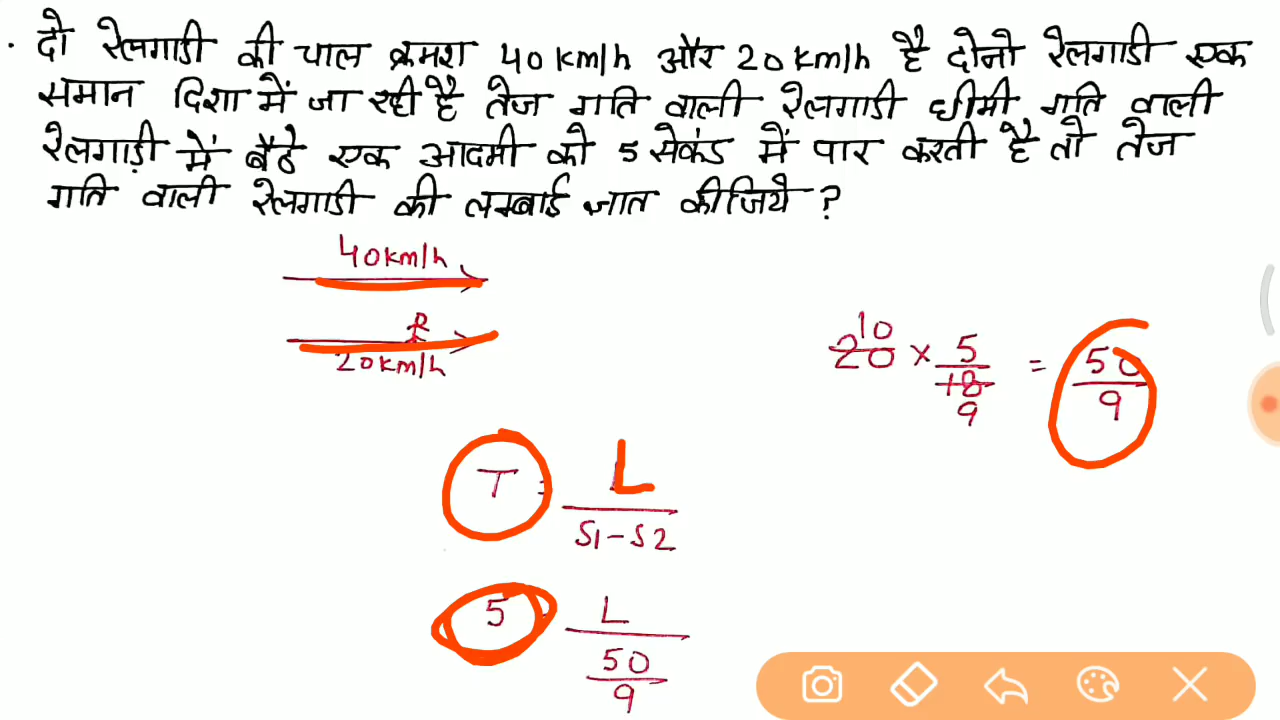 . दो रेलगाडी की चाल क्रमश 40 km/h और 20 km/h है दोनो रेलगाडी एक
समान दिशा में जा रही है तेज गति वाली रेलगाडी धीमी गति वाली
रेलगाड़ी में बैठे एक आदमी को 5 सेकंड में पार करती है तो तेज
गति वाली रेलगाडी की लम्बाई ज्ञात कीजिये ?
40km/h
20km/h
10
20 × 5/18 = 50/9
9
T = L
S1-S2
5 L
50
9